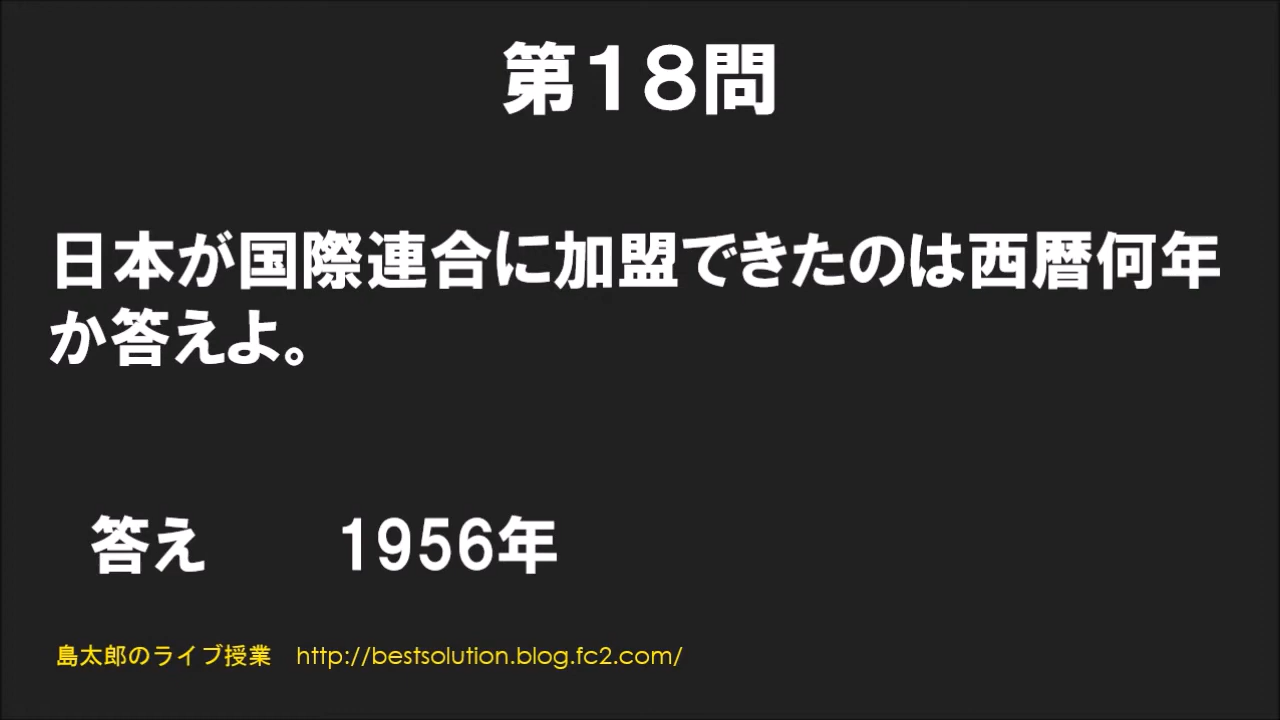 第１８問
日本が国際連合に加盟できたのは西暦何年
か答えよ。
答え　　1956年
島太郎のライブ授業　http://bestsolution.blog.fc2.com/